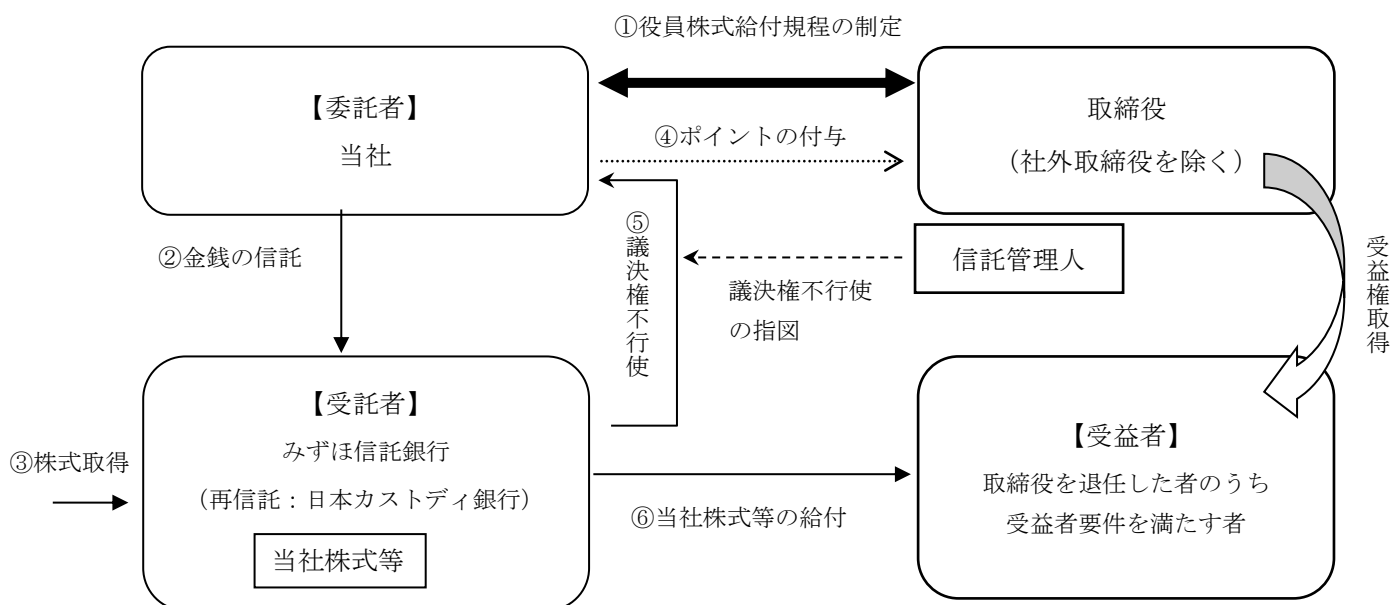 ①役員株式給付規程の制定
【委託者】
当社
取締役
(社外取締役を除く)
④ポイントの付与
②金銭の信託
⑤議決権不行使
信託管理人
議決権不行使
の指図
受益権取得
【受託者】
みずほ信託銀行
(再信託：日本カストディ銀行)
当社株式等
③株式取得
⑥当社株式等の給付
【受益者】
取締役を退任した者のうち
受益者要件を満たす者